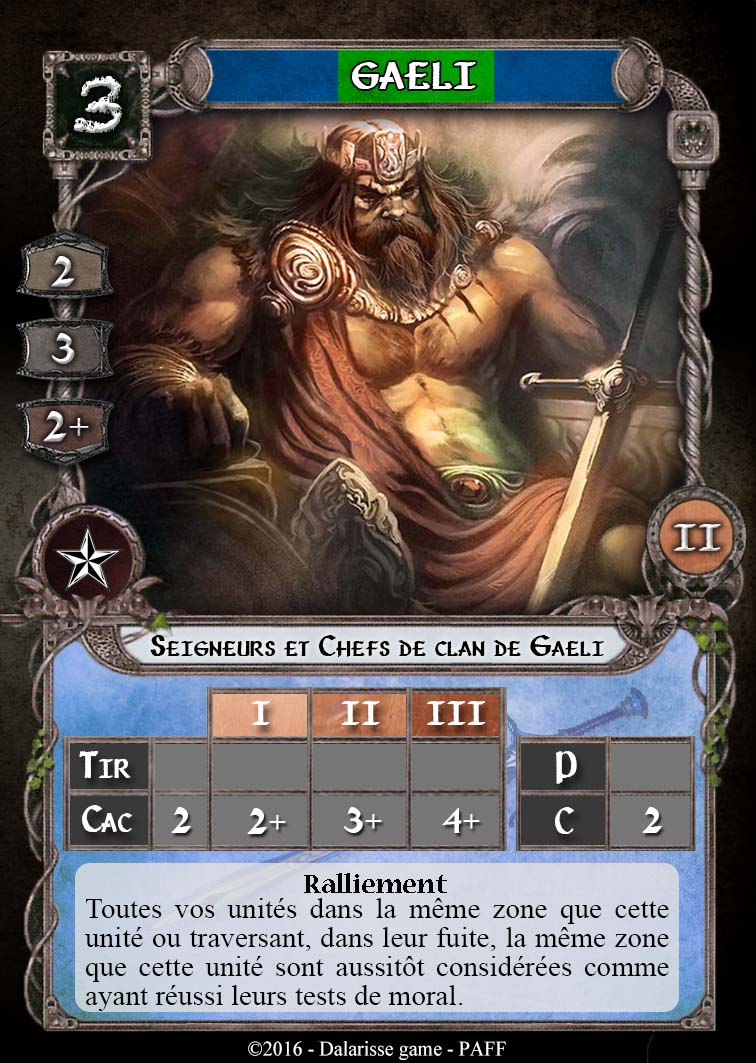 GAELI
3
2
3
2+
II
Seigneurs et Chefs de clan de Gaeli
I II III
Tir P
Cac 2 2+ 3+ 4+ C 2
Ralliement
Toutes vos unités dans la même zone que cette
unité ou traversant, dans leur fuite, la même zone
que cette unité sont aussitôt considérées comme
ayant réussi leurs tests de moral.
©2016 - Dalarisse game - PAFF